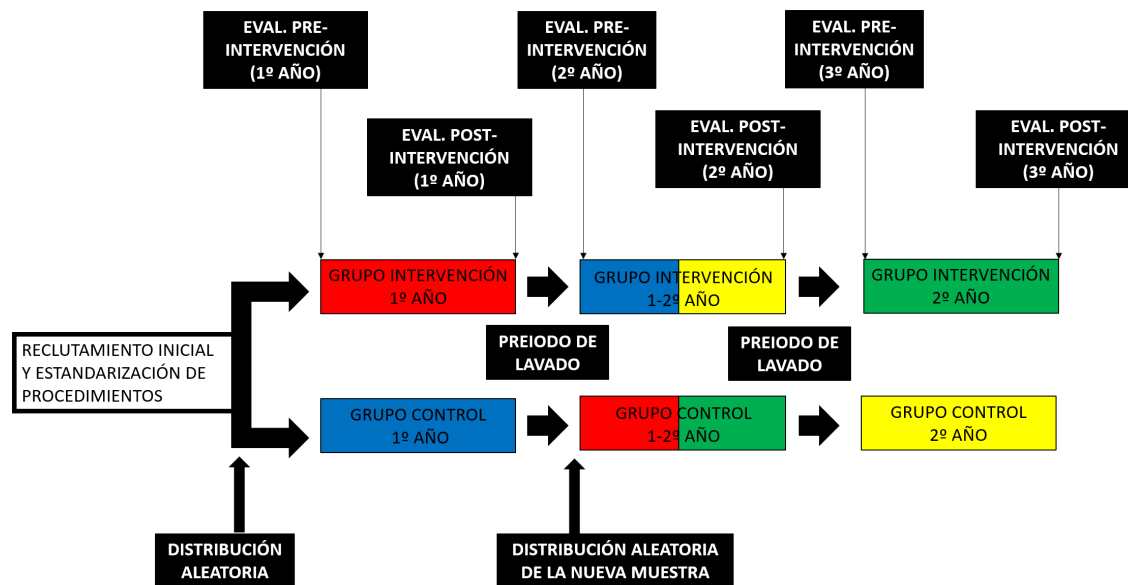 EVAL. PRE-
INTERVENCIÓN
(1º AÑO)
EVAL. PRE-
INTERVENCIÓN
(2º AÑO)
EVAL. PRE-
INTERVENCIÓN
(3º AÑO)
EVAL. POST-
INTERVENCIÓN
(1º AÑO)
EVAL. POST-
INTERVENCIÓN
(2º AÑO)
EVAL. POST-
INTERVENCIÓN
(3º AÑO)
GRUPO INTERVENCIÓN
1º AÑO
GRUPO INTERVENCIÓN
1-2º AÑO
GRUPO INTERVENCIÓN
2º AÑO
RECLUTAMIENTO INICIAL
Y ESTANDARIZACIÓN DE
PROCEDIMIENTOS
PREIODO DE
LAVADO
PREIODO DE
LAVADO
GRUPO CONTROL
1º AÑO
GRUPO CONTROL
1-2º AÑO
GRUPO CONTROL
2º AÑO
DISTRIBUCIÓN
ALEATORIA
DISTRIBUCIÓN ALEATORIA
DE LA NUEVA MUESTRA